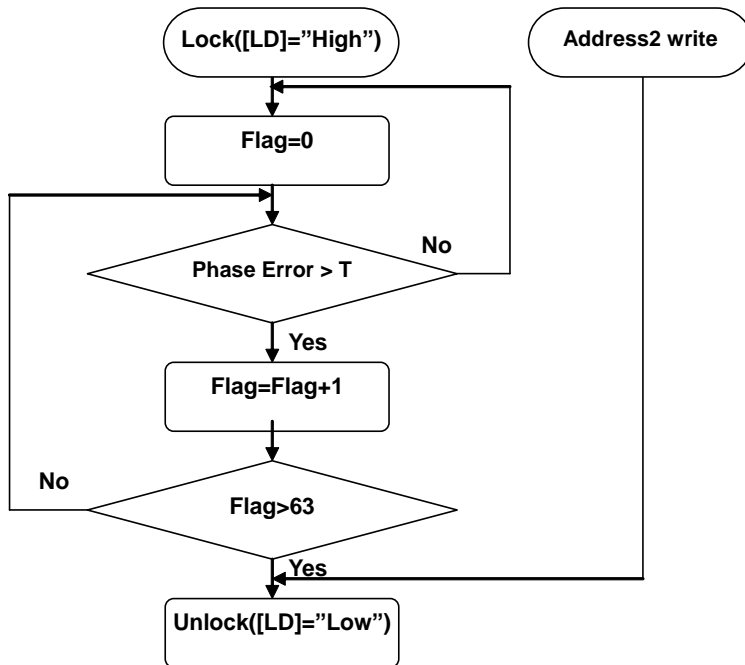 Lock([LD]=”High”)
Address2 write
Flag=0
No
Phase Error > T
Yes
Flag=Flag+1
No
Flag>63
Yes
Unlock([LD]=”Low”)